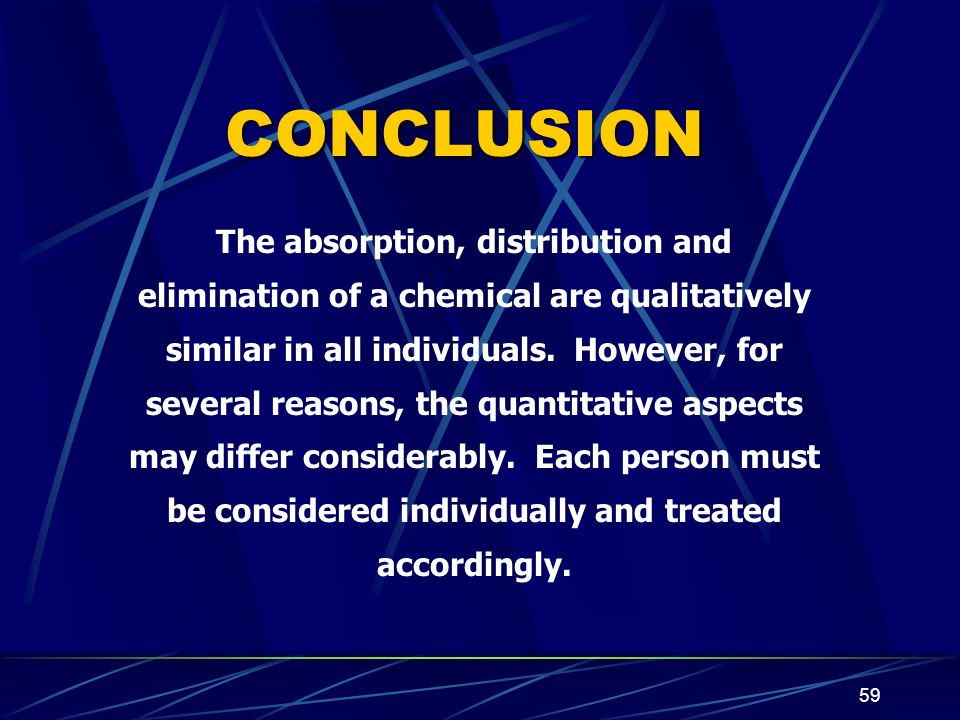 CONCLUSION
The absorption, distribution and
elimination of a chemical are qualitatively
similar in all individuals.  However, for
several reasons, the quantitative aspects
may differ considerably.  Each person must
be considered individually and treated
accordingly.
59